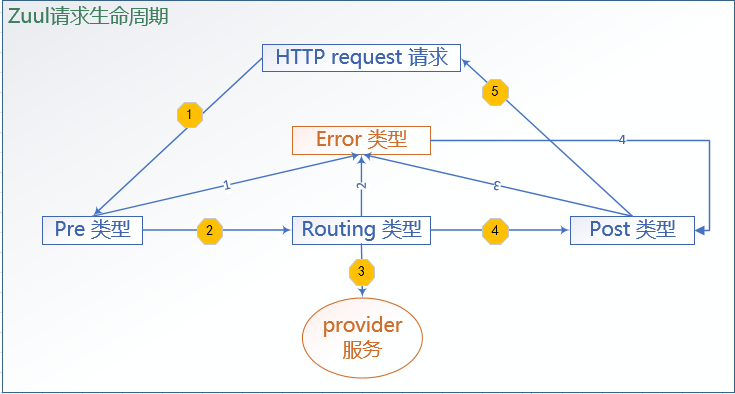 Zuul请求生命周期
HTTP request 请求
1
5
Error 类型
4
1
2
3
Pre 类型
2
Routing 类型
4
Post 类型
3
provider
服务